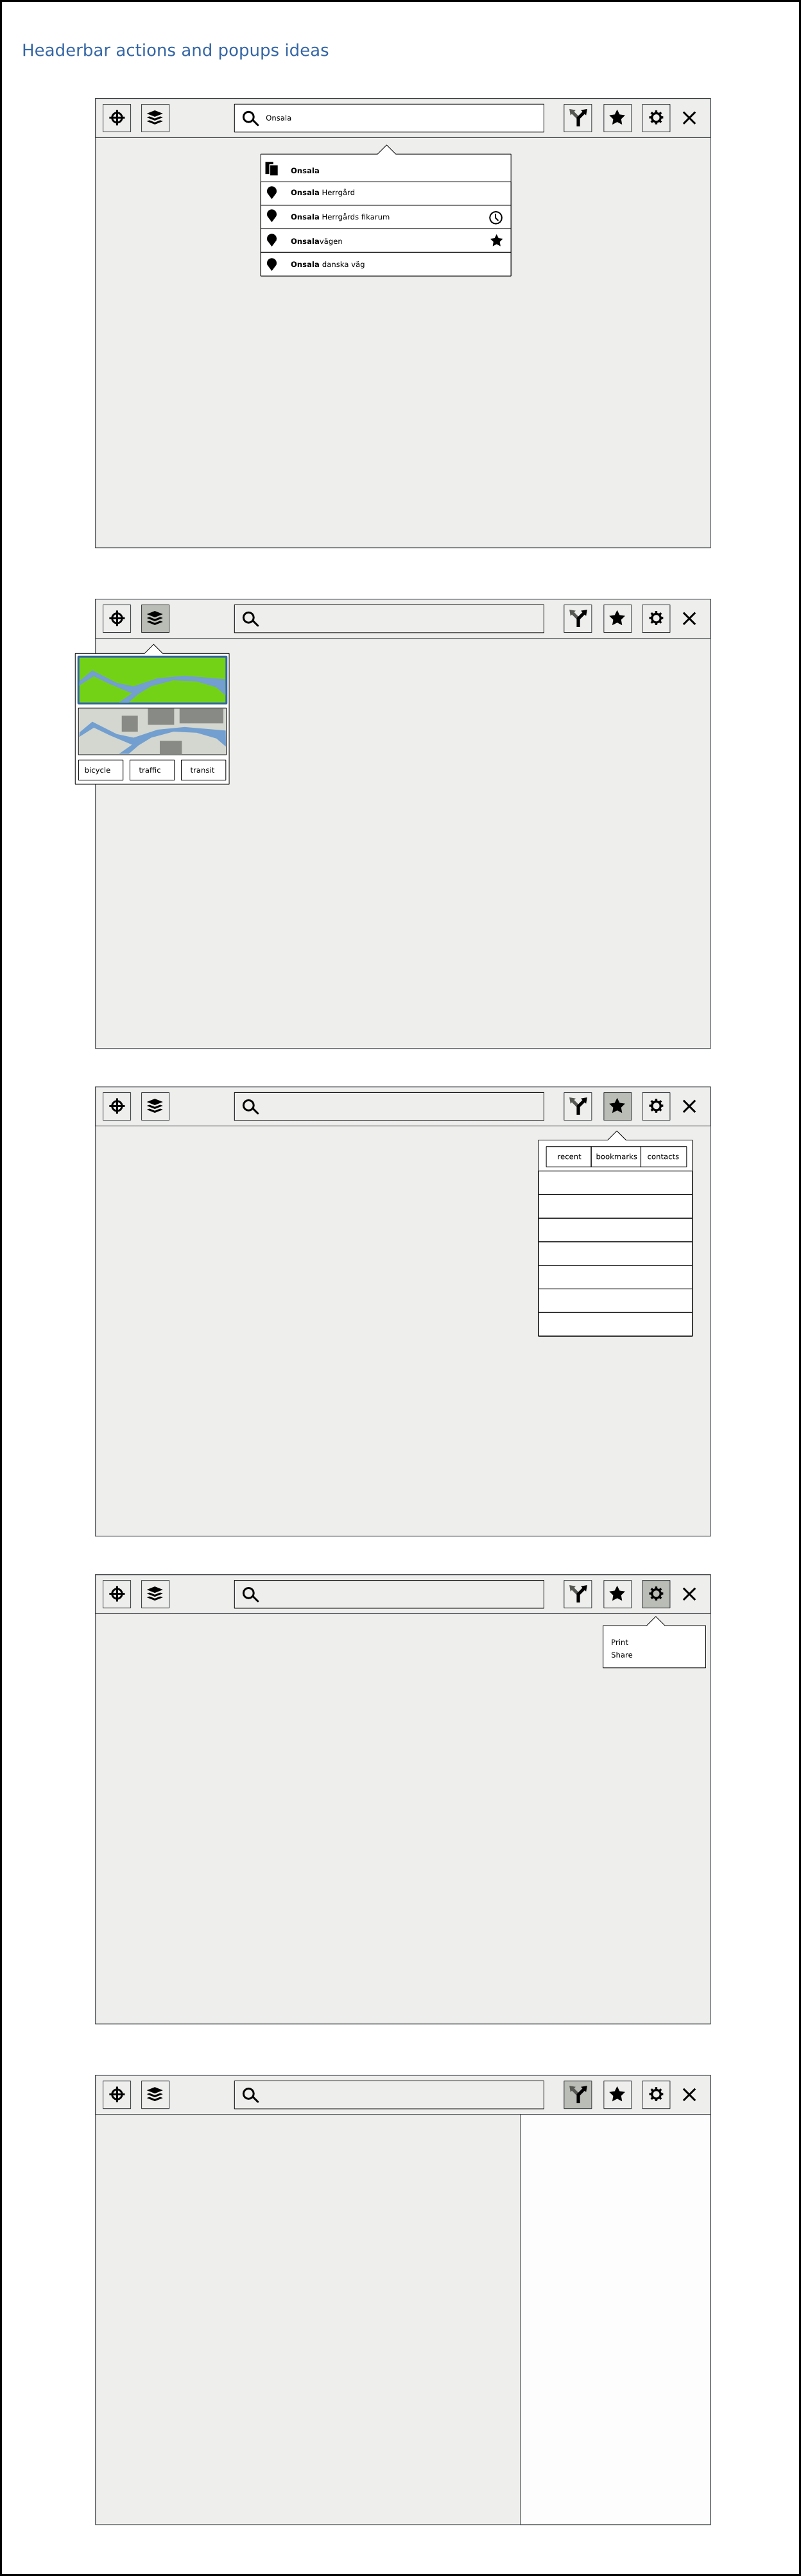 Headerbar actions and popups ideas
Onsala
Onsala
Onsala Herrgård
Onsala Herrgårds fikarum
Onsalavägen
Onsala danska väg
bicycle traffic transit
recent bookmarks contacts
Print
Share